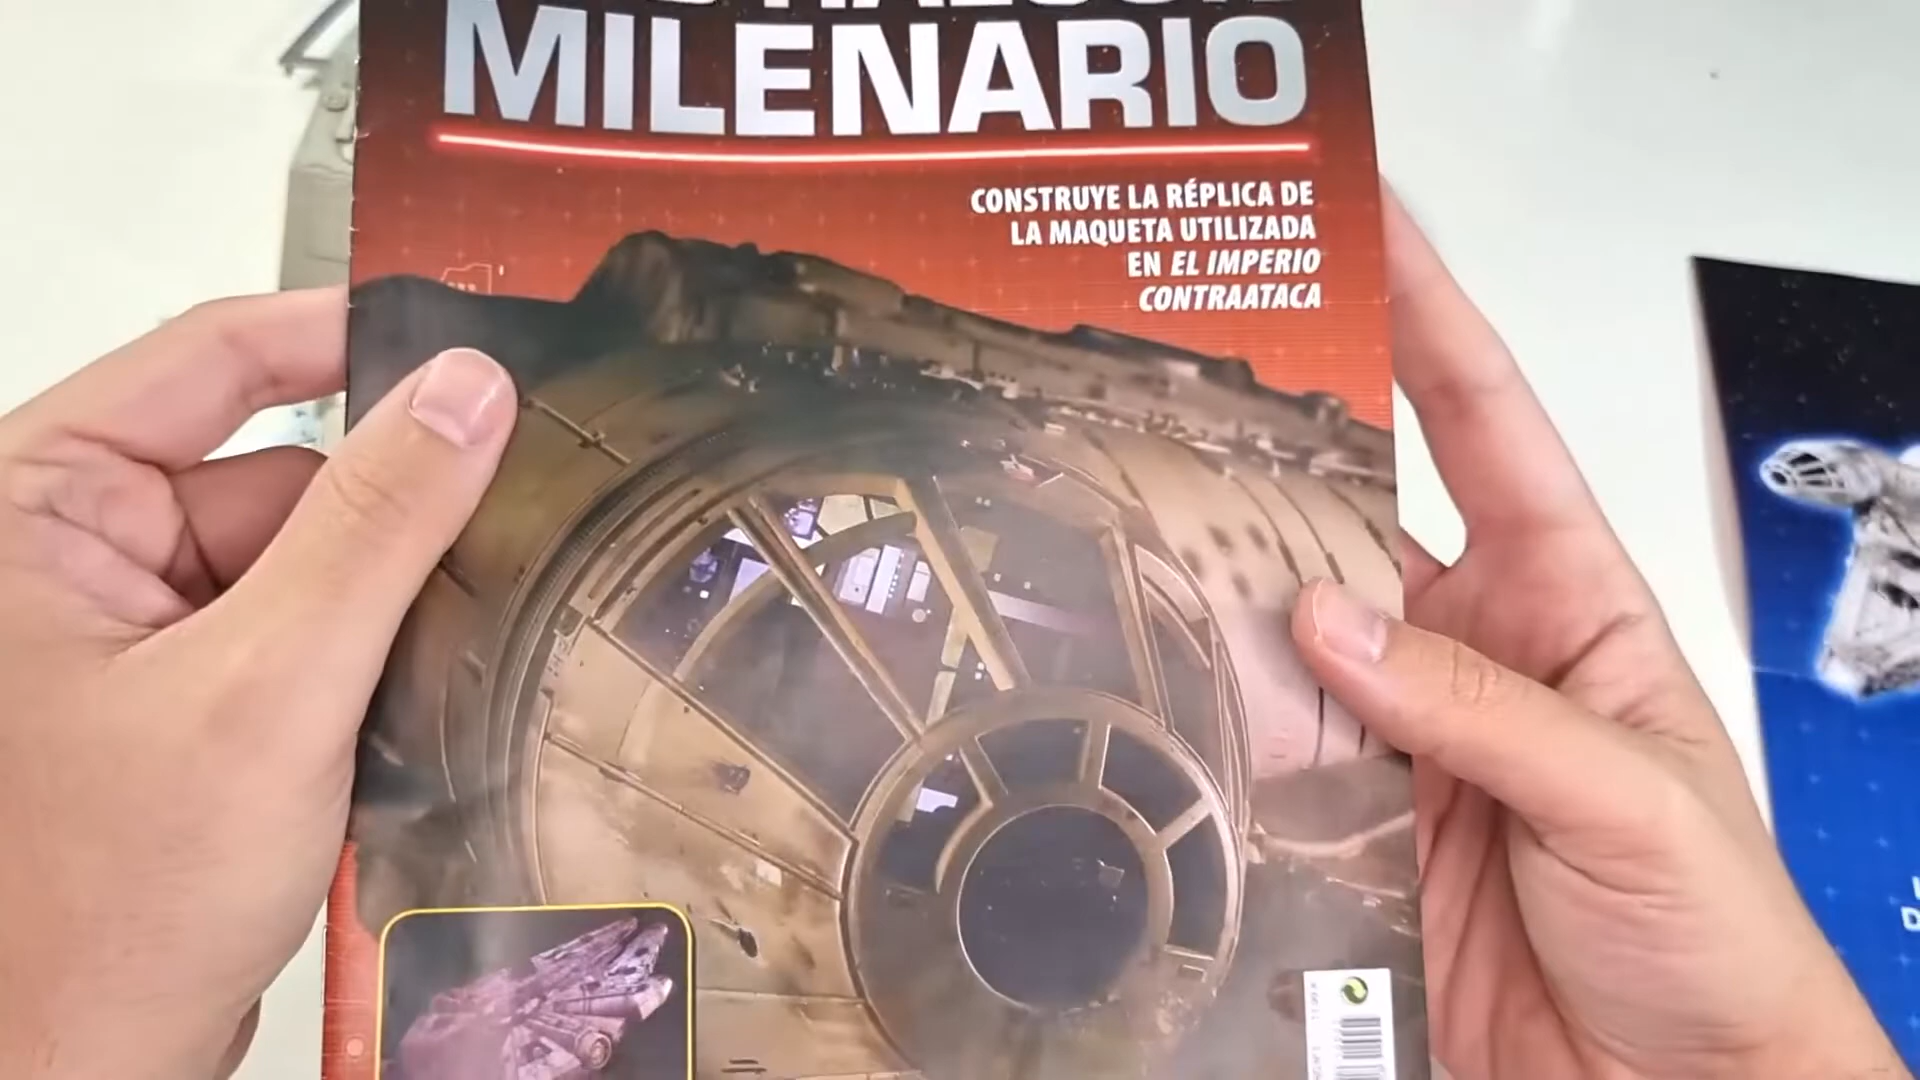 MILENARIO
CONSTRUYE LA RÉPLICA DE
LA MAQUETA UTILIZADA
EN EL IMPERIO
CONTRAATACA